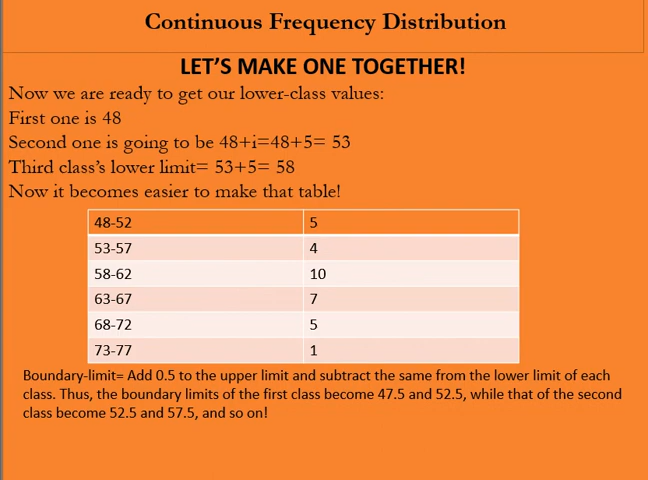 Continuous Frequency Distribution
LET'S MAKE ONE TOGETHER!
Now we are ready to get our lower-class values:
First one is 48
Second one is going to be 48+i=48+5= 53
Third class's lower limit= 53+5= 58
Now it becomes easier to make that table!
48-52 5
53-57 4
58-62 10
63-67 7
68-72 5
73-77 1
Boundary-limit= Add 0.5 to the upper limit and subtract the same from the lower limit of each
class. Thus, the boundary limits of the first class become 47.5 and 52.5, while that of the second
class become 52.5 and 57.5, and so on!